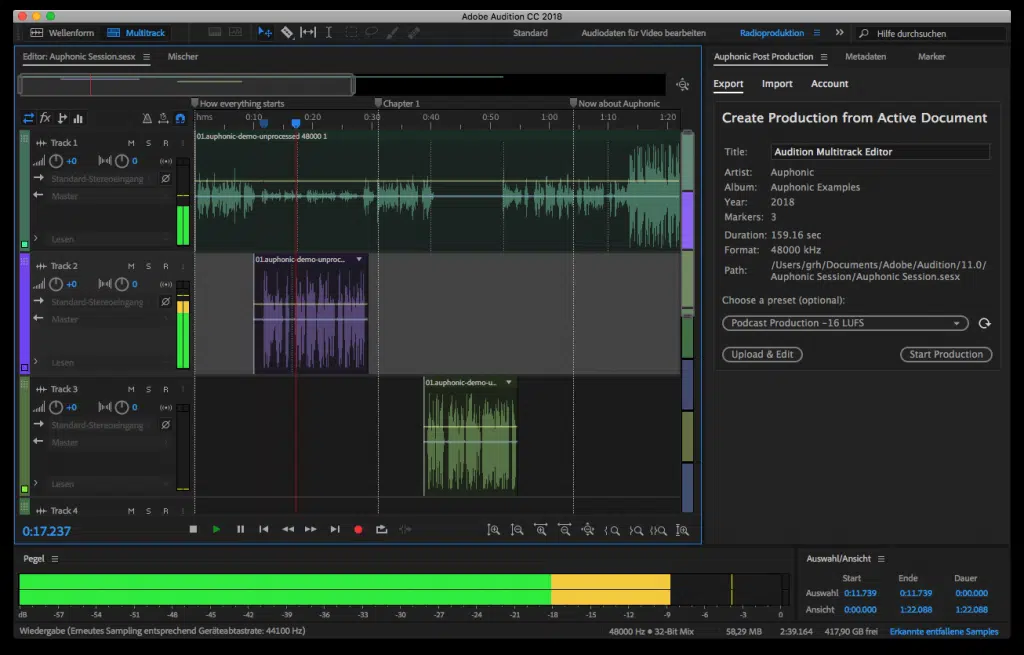 Adobe Audition CC 2018
Wellenform Multitrack Standard Audiodaten für Video bearbeiten Radioproduktion Hilfe durchsuchen
Editor: Auphonic Session.sesx Mischer
How everything starts Chapter 1 Now about Auphonic
hms 0:10 0:20 0:30 0:40 0:50 1:00 1:10 1:20
Track 1 M S R
+0 0
Standard-Stereoeingang
Master
Lesen
01.auphonic-demo-unprocessed 48000 1
Track 2 M S R
+0 0
Standard-Stereoeingang
Master
Lesen
01.auphonic-demo-unproc...
Track 3 M S R
+0 0
Standard-Stereoeingang
Master
Lesen
01.auphonic-demo-u...
Track 4 M S R
0:17.237
Auphonic Post Production Metadaten Marker
Export Import Account
Create Production from Active Document
Title: Audition Multitrack Editor
Artist: Auphonic
Album: Auphonic Examples
Year: 2018
Markers: 3
Duration: 159.16 sec
Format: 48000 kHz
Path: /Users/grh/Documents/Adobe/Audition/11.0/
Auphonic Session/Auphonic Session.sesx
Choose a preset (optional):
Podcast Production -16 LUFS
Upload & Edit Start Production
Pegel
dB -57 -54 -51 -48 -45 -42 -39 -36 -33 -30 -27 -24 -21 -18 -15 -12 -9 -6 -3 0
Auswahl/Ansicht
Start Ende Dauer
Auswahl 0:11.739 0:11.739 0:00.000
Ansicht 0:00.000 1:22.088 1:22.088
Wiedergabe (Erneutes Sampling entsprechend Geräteabtastrate: 44100 Hz) 48000 Hz • 32-Bit Mix 58,29 MB 2:39.164 417,90 GB frei Erkannte entfallene Samples